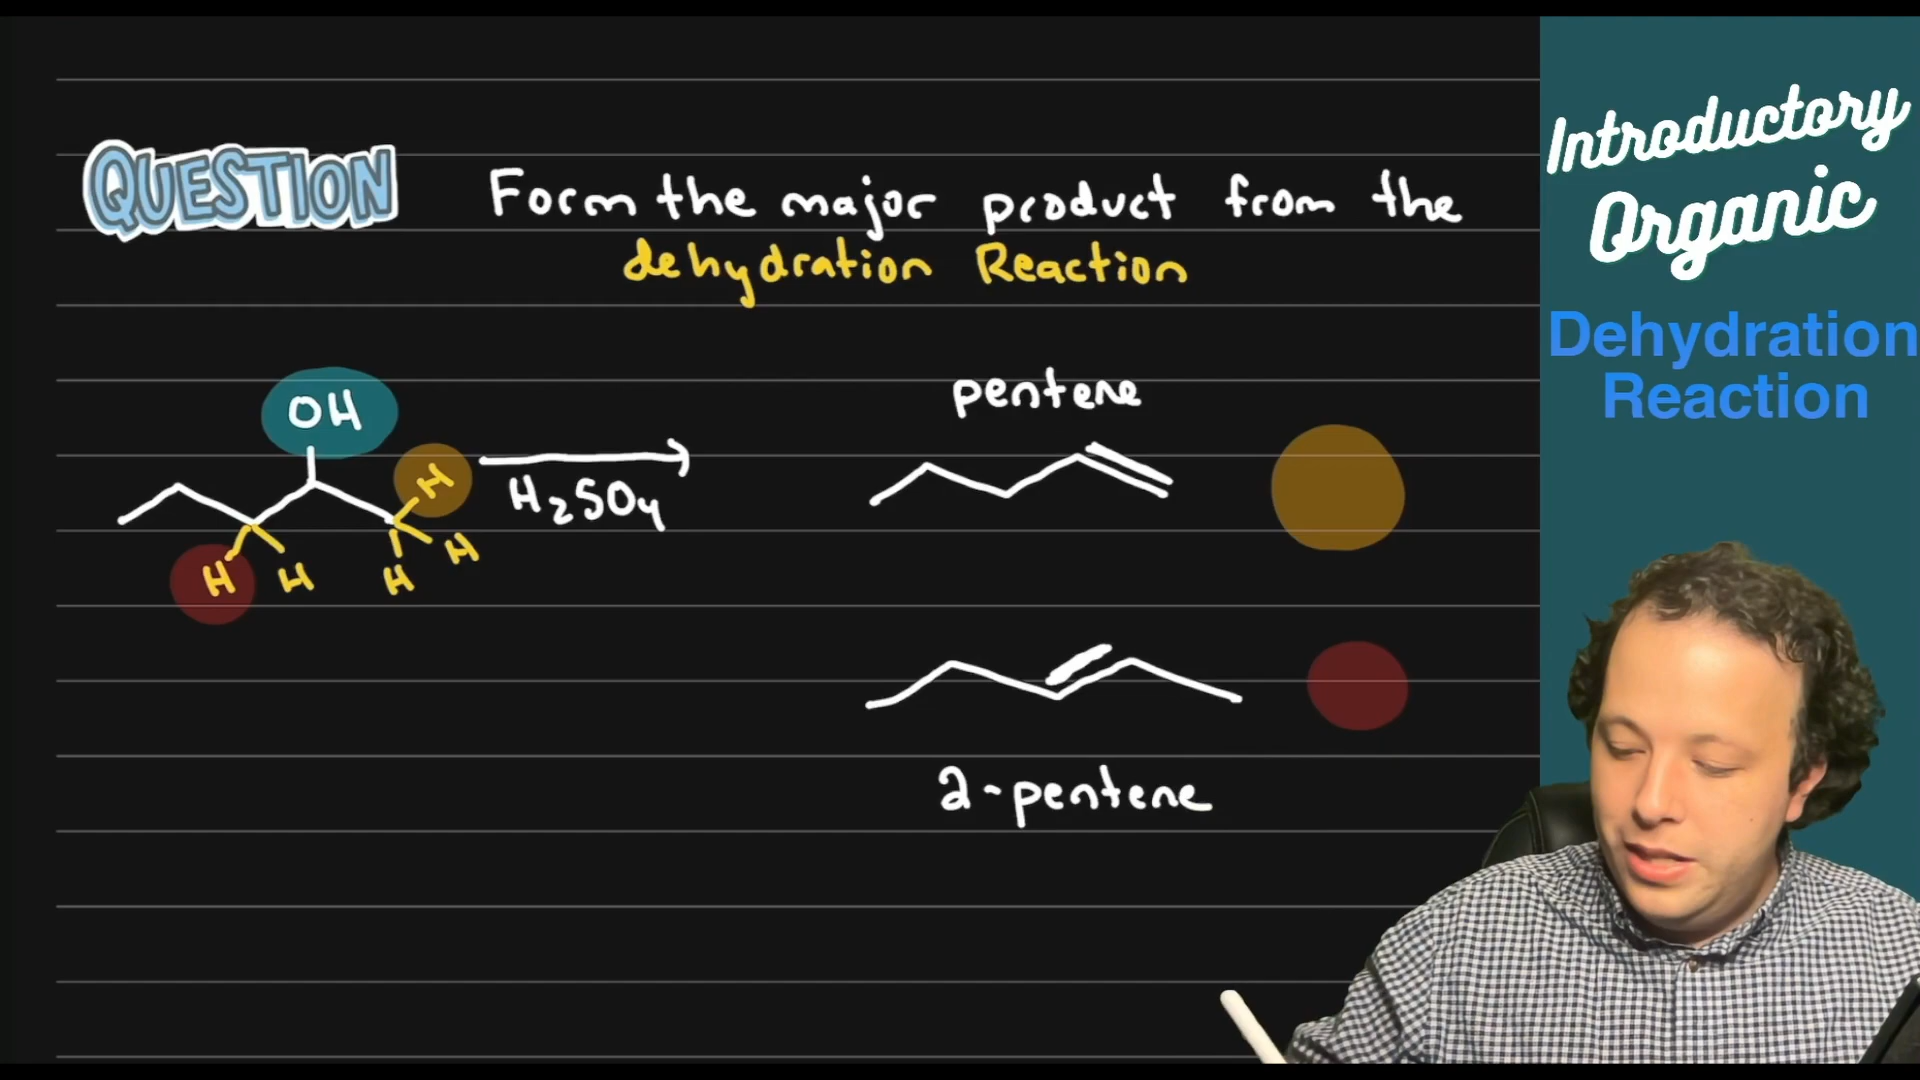 QUESTION
Form the major product from the
dehydration Reaction
OH
H
H
H
H
H
H₂SO₄
pentene
2-pentene
Introductory
Organic
Dehydration
Reaction